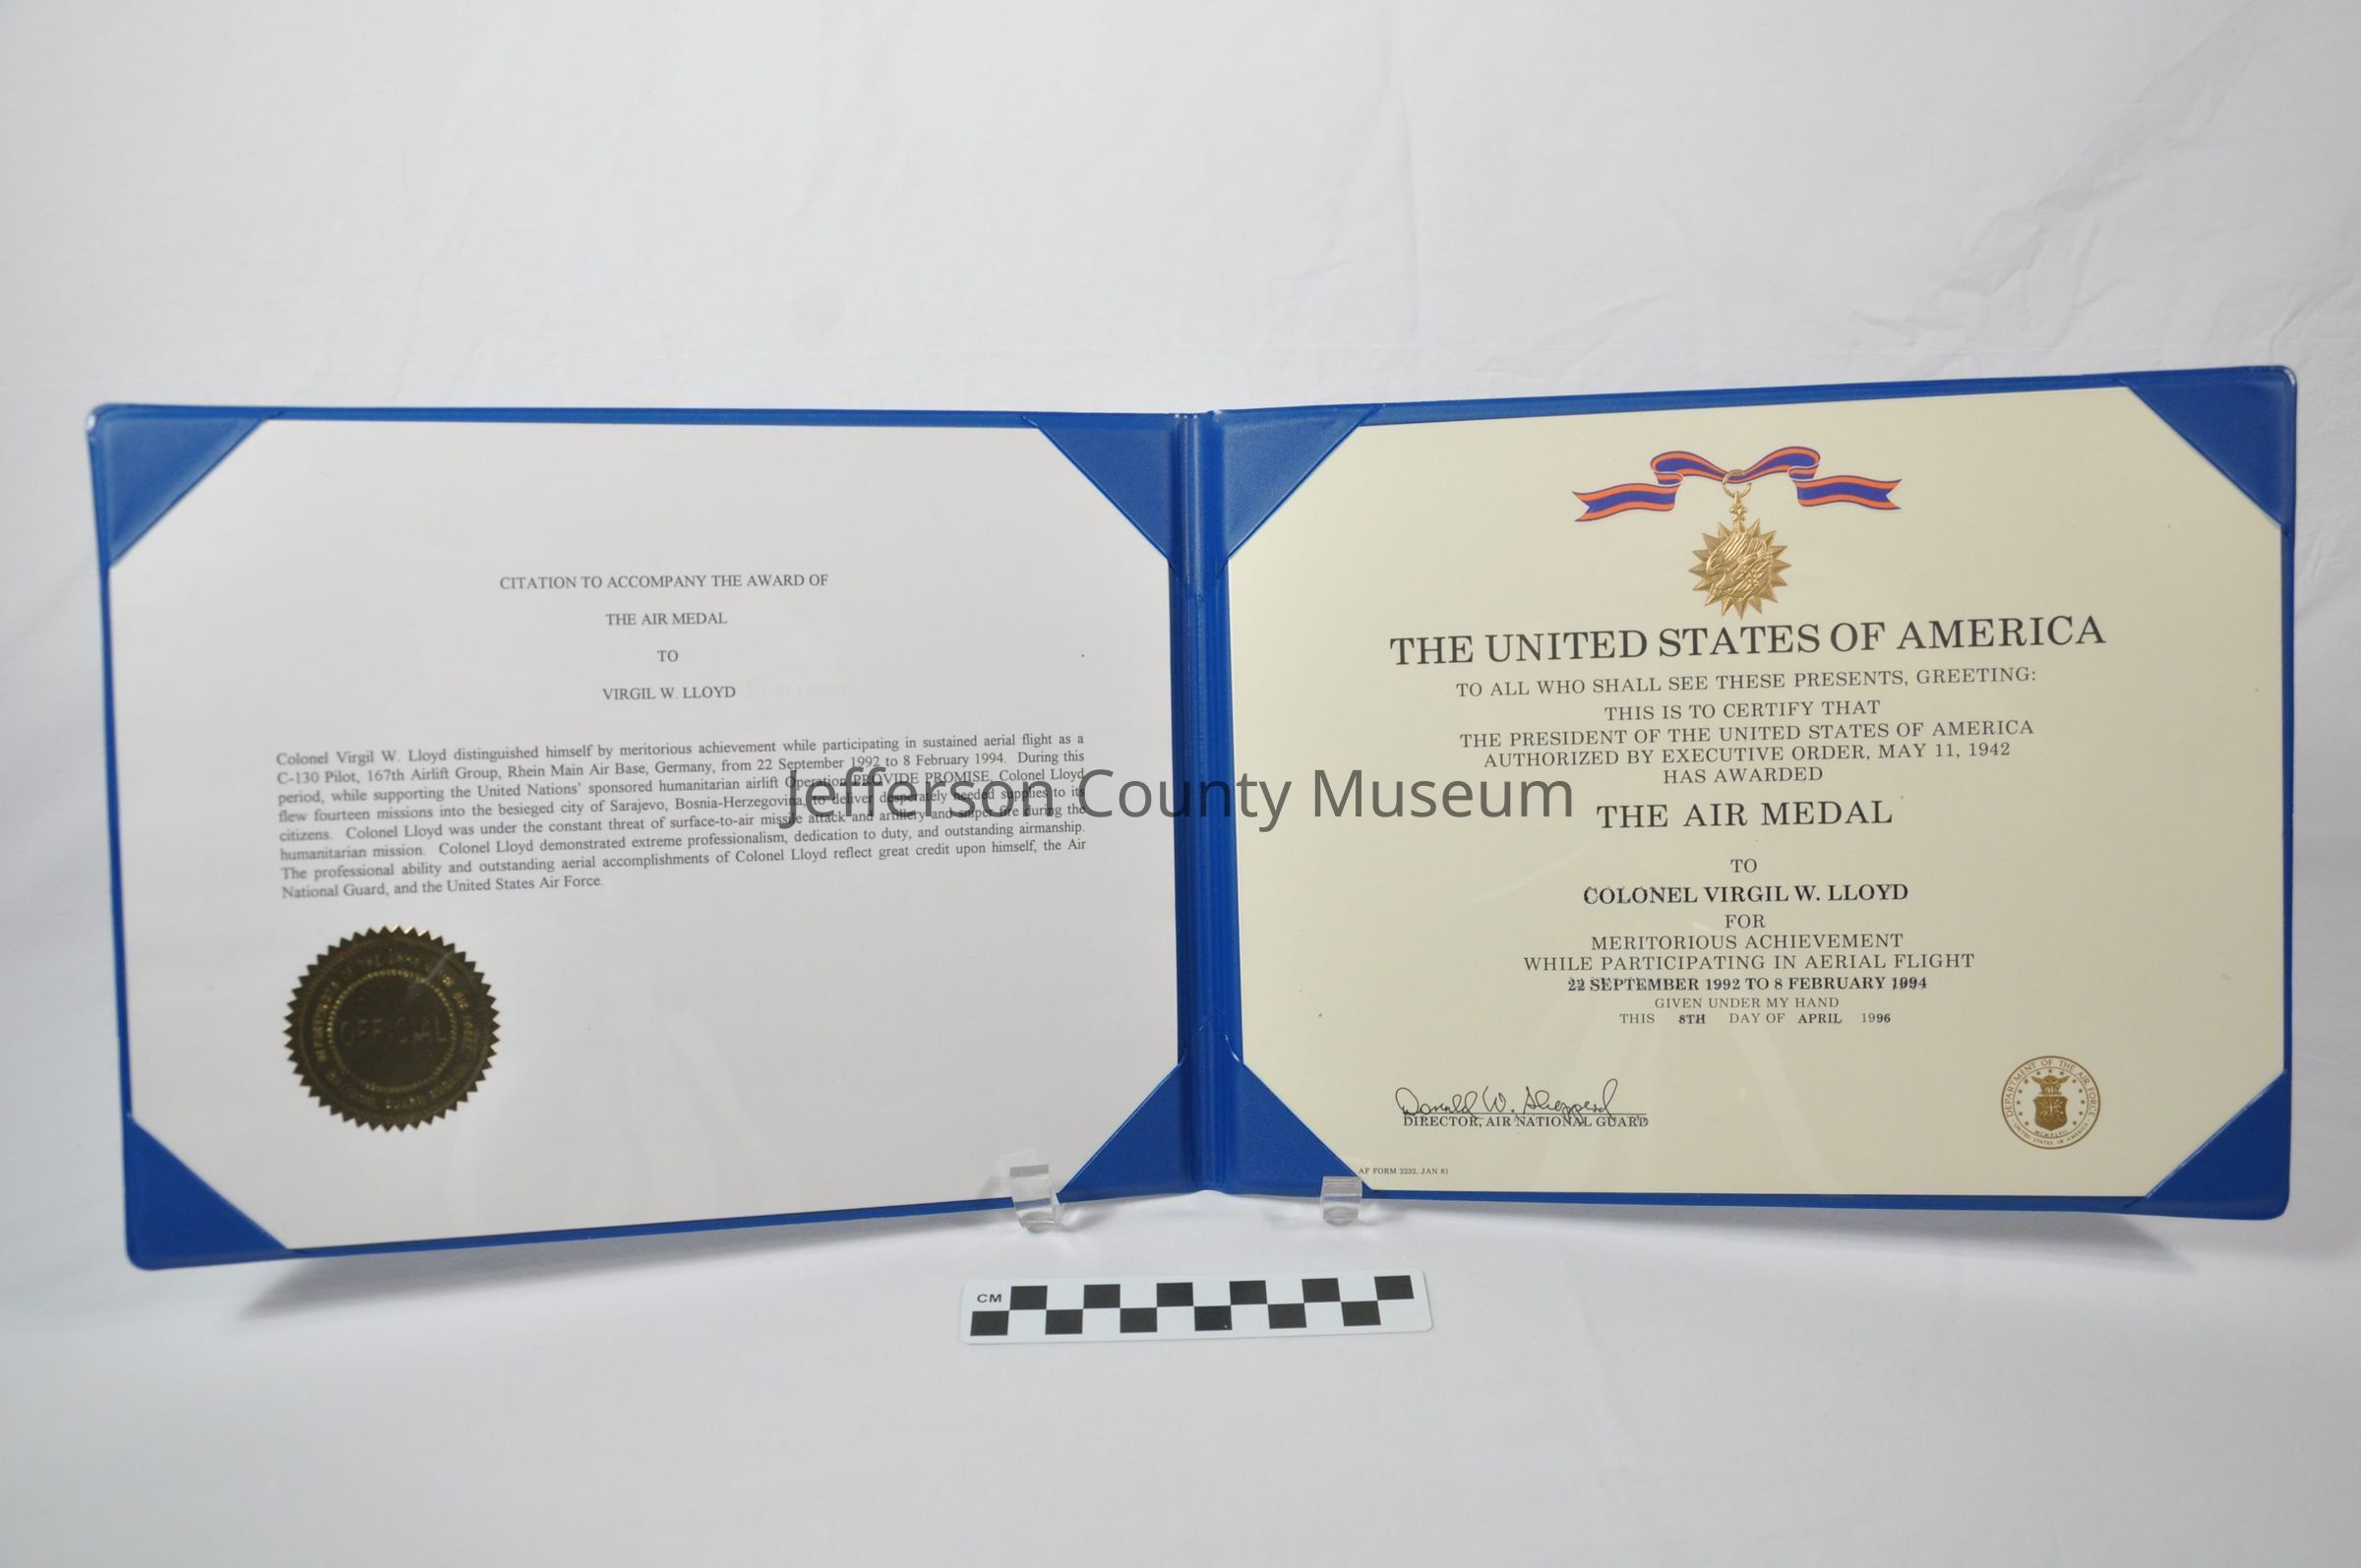 CITATION TO ACCOMPANY THE AWARD OF
THE AIR MEDAL
TO
VIRGIL W. LLOYD
Colonel Virgil W. Lloyd distinguished himself by meritorious achievement while participating in sustained aerial flight as a
C-130 Pilot, 167th Airlift Group, Rhein Main Air Base, Germany, from 22 September 1992 to 8 February 1994. During this
period, while supporting the United Nations' sponsored humanitarian airlift Operation PROVIDE PROMISE, Colonel Lloyd
flew fourteen missions into the besieged city of Sarajevo, Bosnia-Herzegovina, to deliver desperately needed supplies to its
citizens. Colonel Lloyd was under the constant threat of surface-to-air missile attack and artillery and sniper fire during the
humanitarian mission. Colonel Lloyd demonstrated extreme professionalism, dedication to duty, and outstanding airmanship.
The professional ability and outstanding aerial accomplishments of Colonel Lloyd reflect great credit upon himself, the Air
National Guard, and the United States Air Force.
OFFICIAL
THE UNITED STATES OF AMERICA
TO ALL WHO SHALL SEE THESE PRESENTS, GREETING:
THIS IS TO CERTIFY THAT
THE PRESIDENT OF THE UNITED STATES OF AMERICA
AUTHORIZED BY EXECUTIVE ORDER, MAY 11, 1942
HAS AWARDED
THE AIR MEDAL
TO
COLONEL VIRGIL W. LLOYD
FOR
MERITORIOUS ACHIEVEMENT
WHILE PARTICIPATING IN AERIAL FLIGHT
22 SEPTEMBER 1992 TO 8 FEBRUARY 1994
GIVEN UNDER MY HAND
THIS 8TH DAY OF APRIL 1996
Donald W. Shepperd
DIRECTOR, AIR NATIONAL GUARD
DEPARTMENT OF THE AIR FORCE
UNITED STATES OF AMERICA
AF FORM 2232, JAN 81
Jefferson County Museum
CM